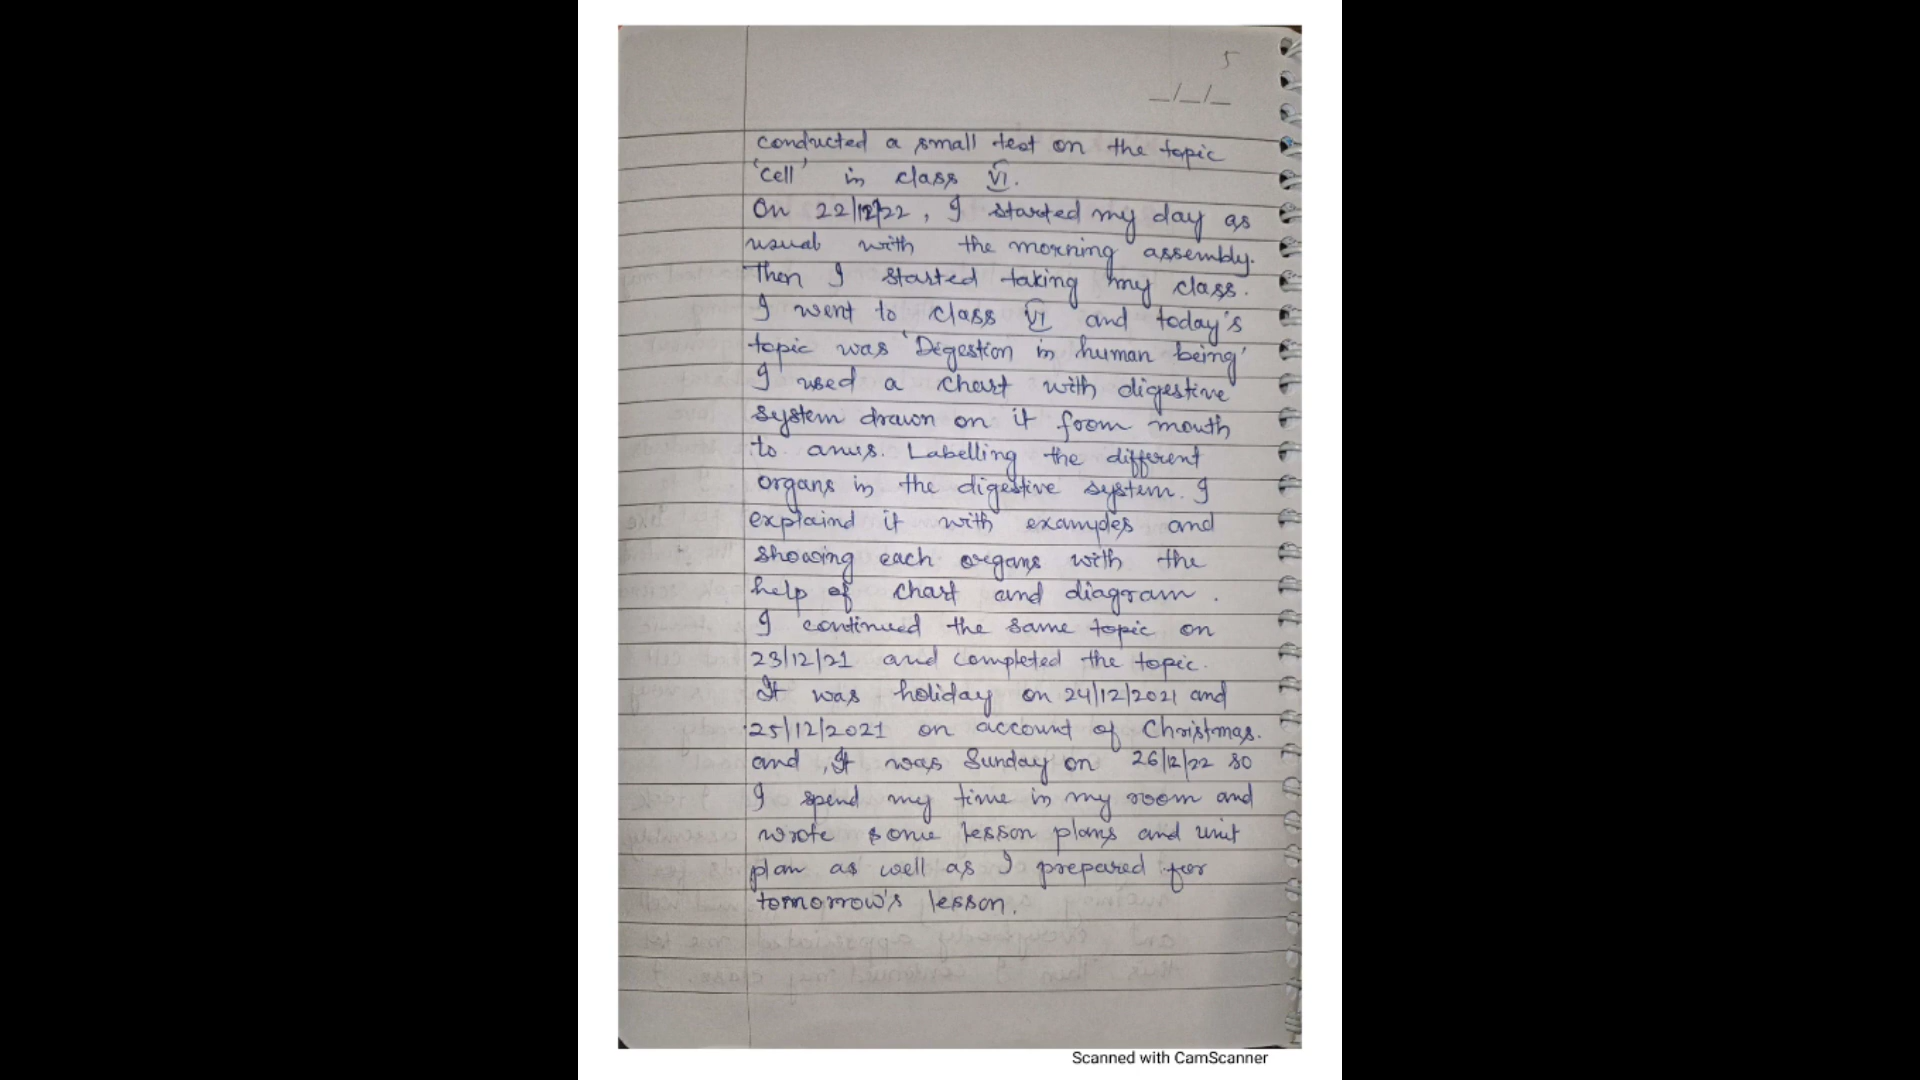 5
_/_/_
conducted a small test on the topic
'cell' in class VI.
On 22/12/22, I started my day as
usual with the morning assembly.
Then I started taking my class.
I went to class VI and today's
topic was 'Digestion in human being'
I used a chart with digestive
system drawn on it from mouth
to anus. Labelling the different
organs in the digestive system. I
explaind it with examples and
showing each organs with the
help of chart and diagram.
I continued the same topic on
23/12/21 and completed the topic.
It was holiday on 24/12/2021 and
25/12/2021 on account of Christmas.
and, It was Sunday on 26/12/22 so
I spend my time in my room and
wrote some lesson plans and unit
plan as well as I prepared for
tomorrow's lesson.
Scanned with CamScanner